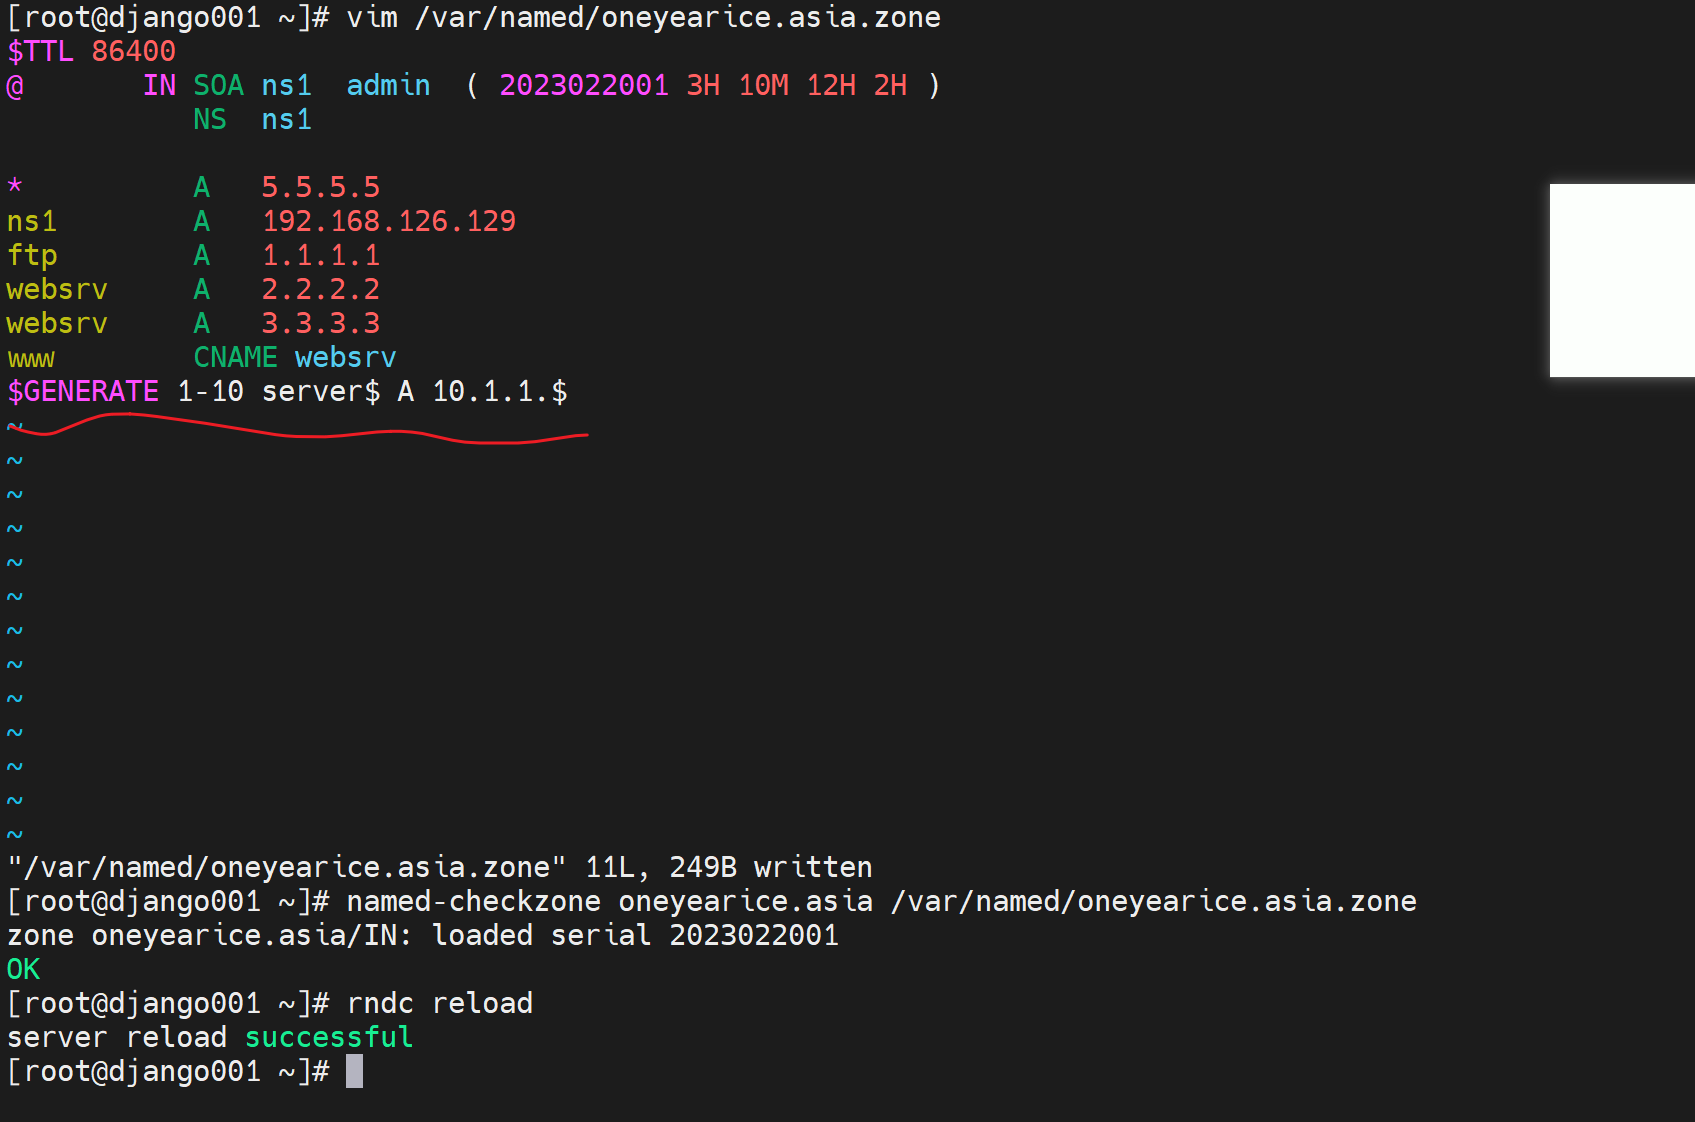 [root@django001 ~]# vim /var/named/oneyearice.asia.zone
$TTL 86400
@       IN SOA ns1  admin  ( 2023022001 3H 10M 12H 2H )
           NS  ns1
*          A   5.5.5.5
ns1        A   192.168.126.129
ftp        A   1.1.1.1
websrv     A   2.2.2.2
websrv     A   3.3.3.3
www        CNAME websrv
$GENERATE 1-10 server$ A 10.1.1.$
~
~
~
~
~
~
~
~
~
~
~
~
~
"/var/named/oneyearice.asia.zone" 11L, 249B written
[root@django001 ~]# named-checkzone oneyearice.asia /var/named/oneyearice.asia.zone
zone oneyearice.asia/IN: loaded serial 2023022001
OK
[root@django001 ~]# rndc reload
server reload successful
[root@django001 ~]#